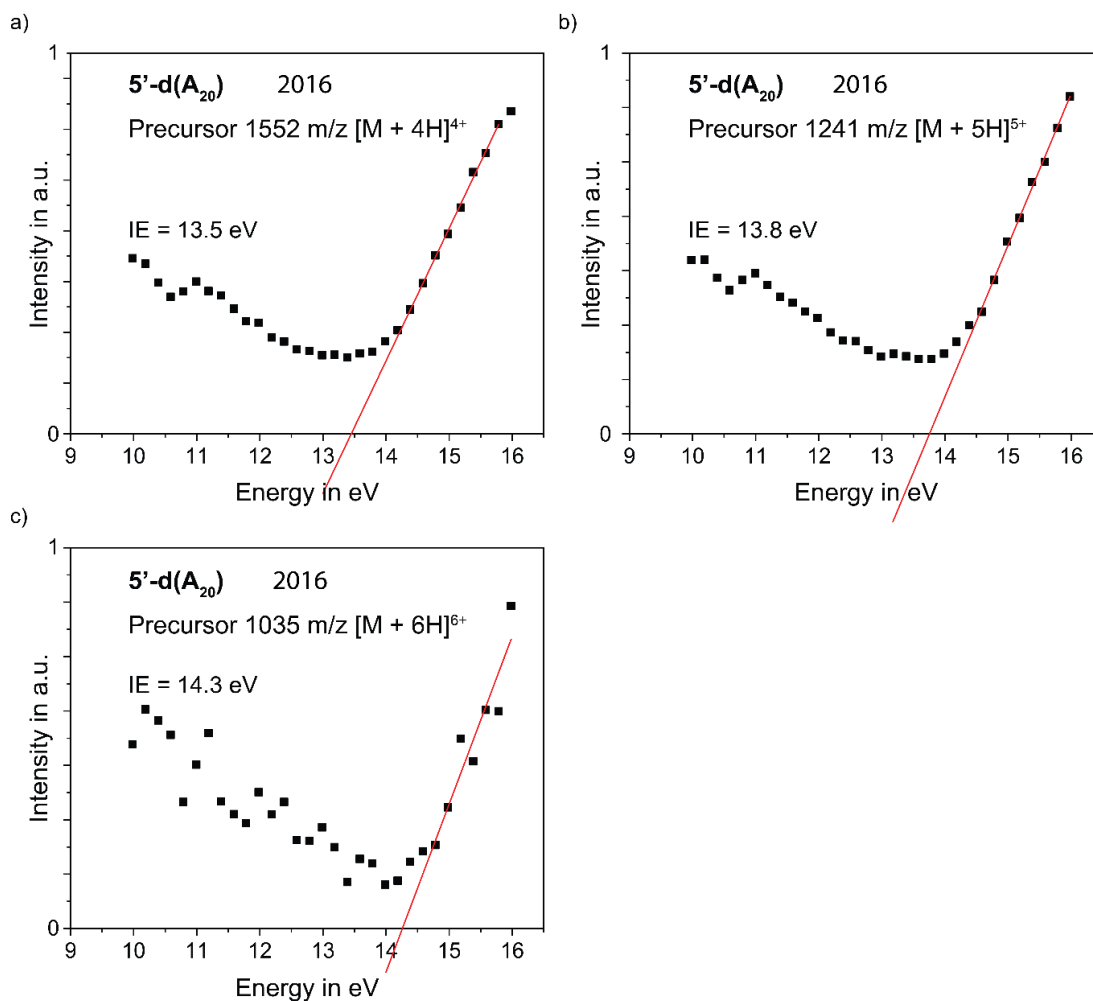 a)
1
5'-d(A₂₀) 2016
Precursor 1552 m/z [M + 4H]⁴⁺
IE = 13.5 eV
Intensity in a.u.
0
9 10 11 12 13 14 15 16
Energy in eV
b)
1
5'-d(A₂₀) 2016
Precursor 1241 m/z [M + 5H]⁵⁺
IE = 13.8 eV
Intensity in a.u.
0
9 10 11 12 13 14 15 16
Energy in eV
c)
1
5'-d(A₂₀) 2016
Precursor 1035 m/z [M + 6H]⁶⁺
IE = 14.3 eV
Intensity in a.u.
0
9 10 11 12 13 14 15 16
Energy in eV